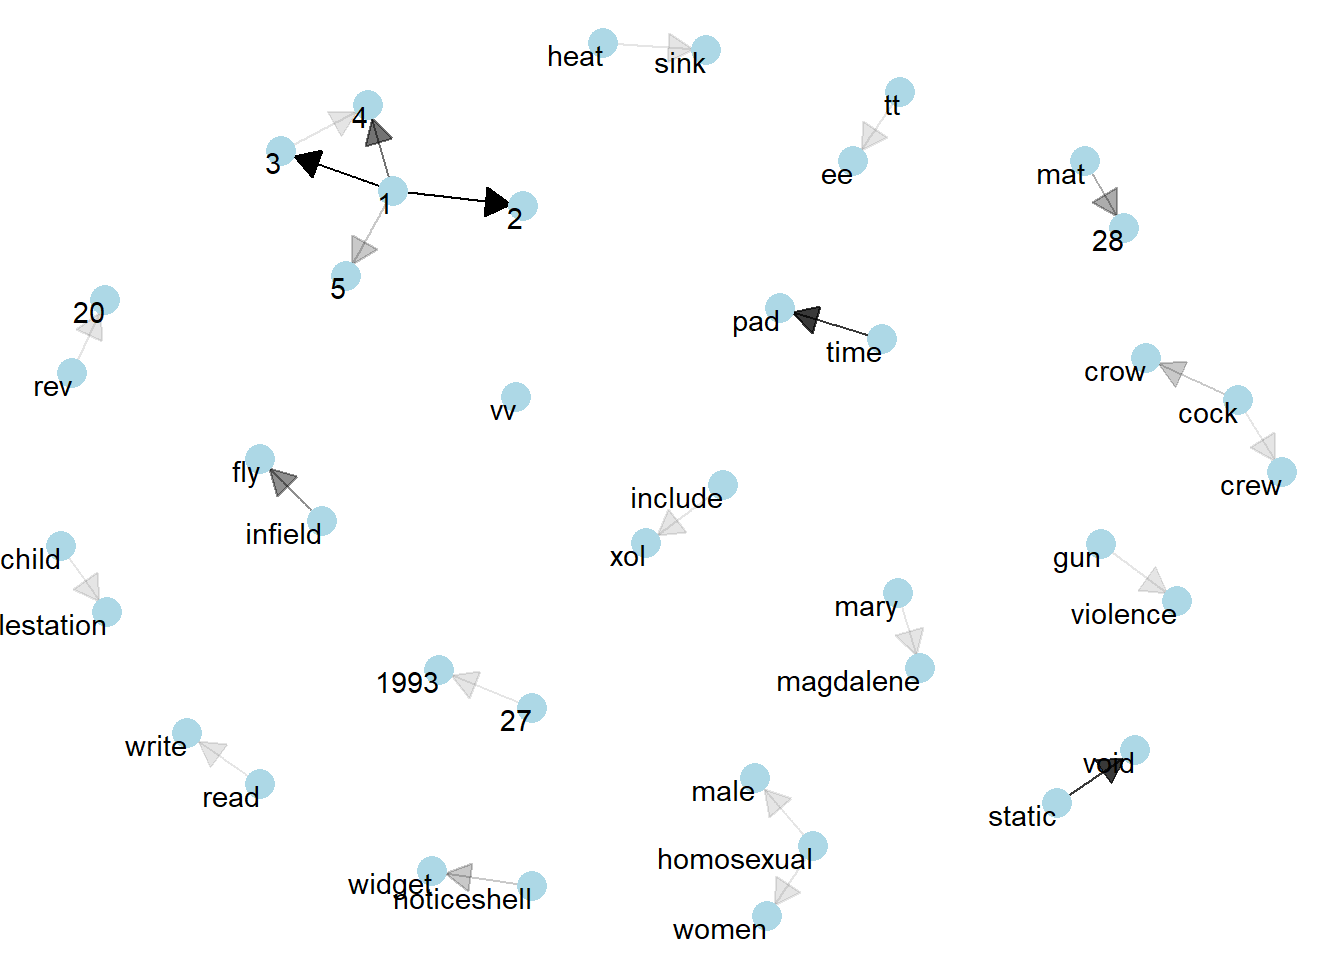 heat
sink
4
tt
3
ee
mat
1
2
28
5
20
pad
time
rev
crow
vv
cock
fly
crew
include
infield
xol
child
gun
mary
violence
lestation
magdalene
1993
27
write
void
male
read
static
homosexual
widget
noticeshell
women